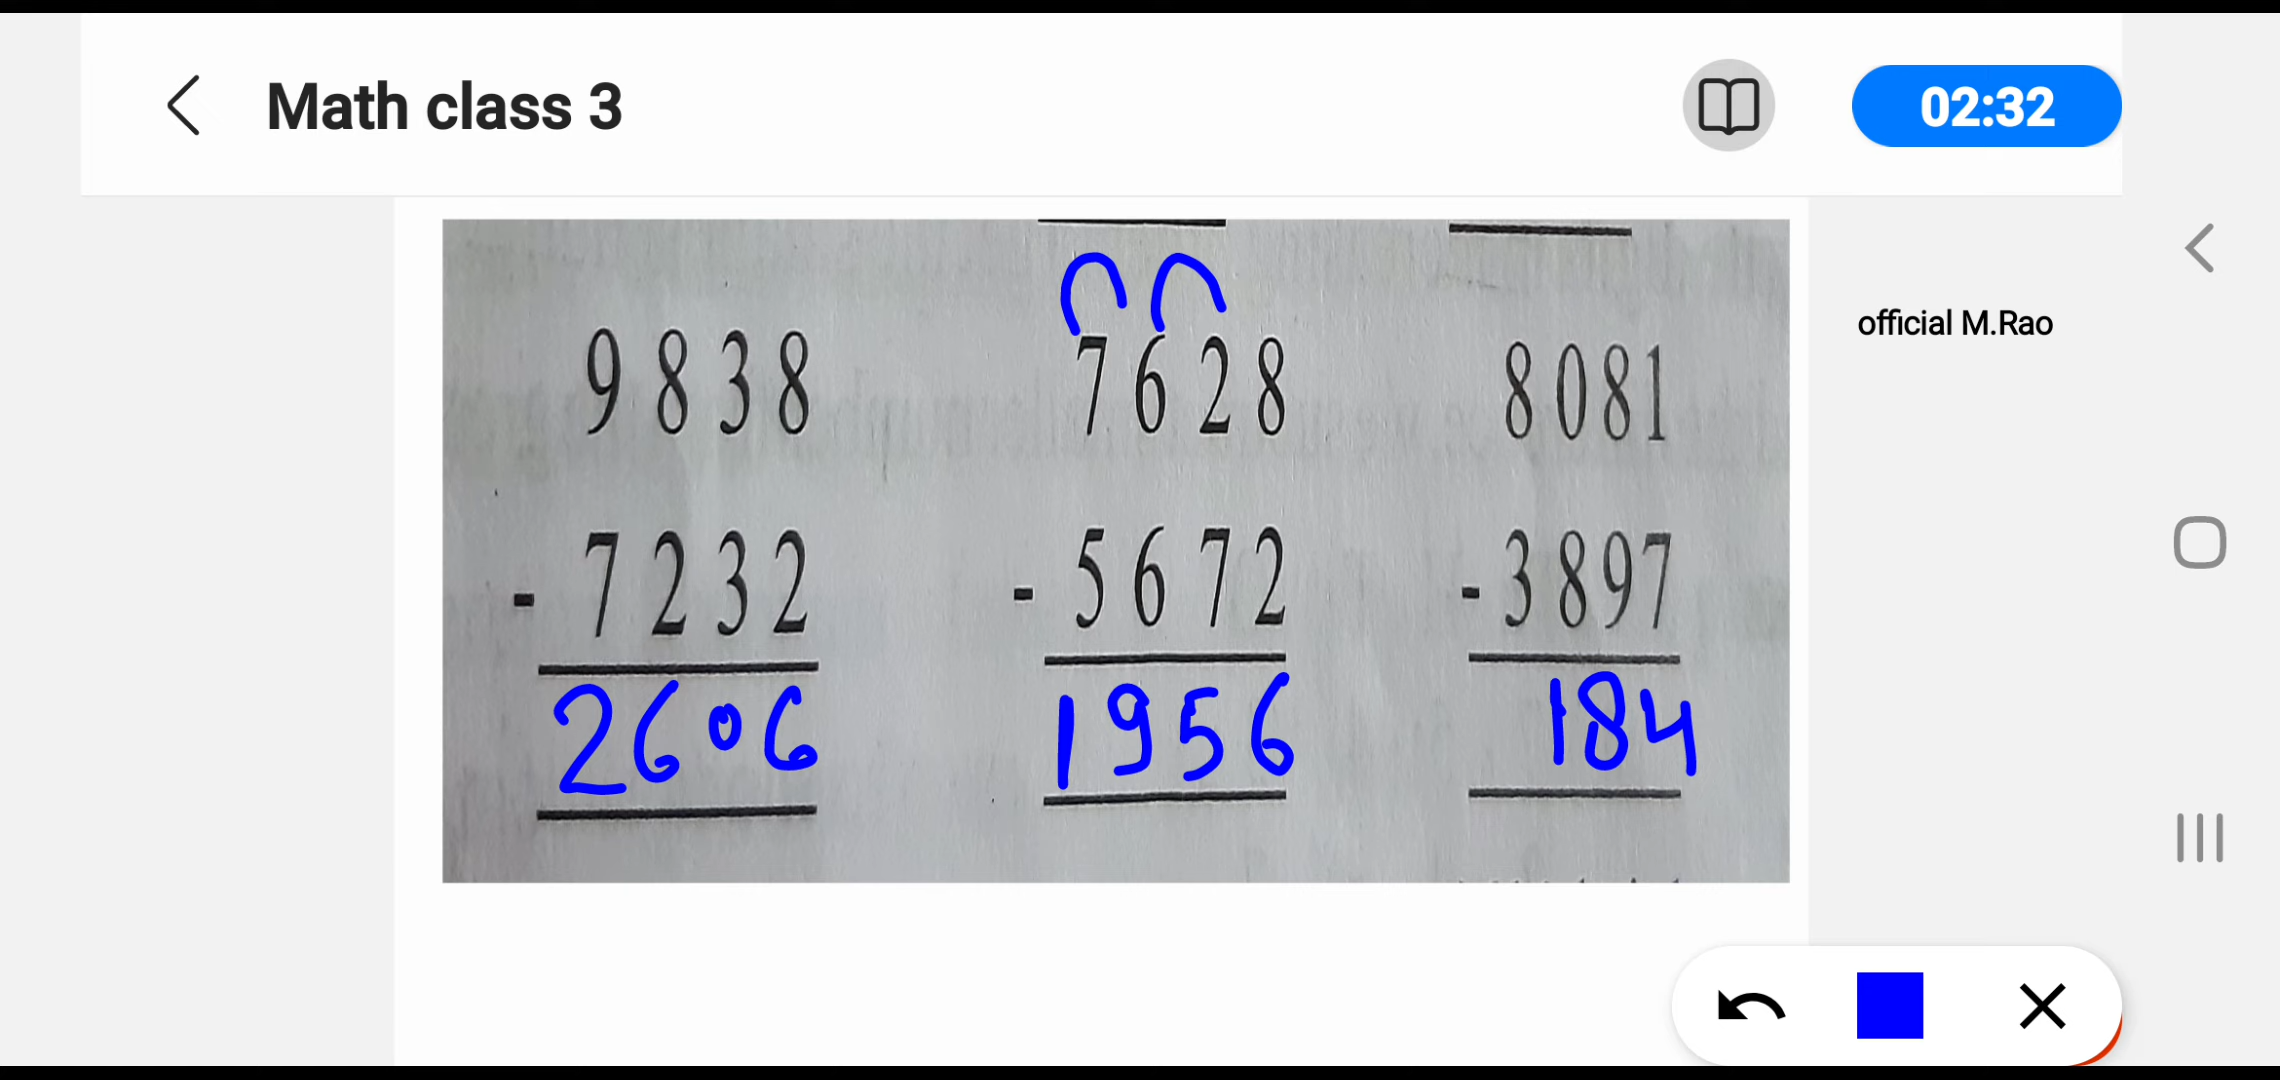 Math class 3
02:32
official M.Rao
9838 7628 8081
- 7232 - 5672 - 3897
2606 1956 184